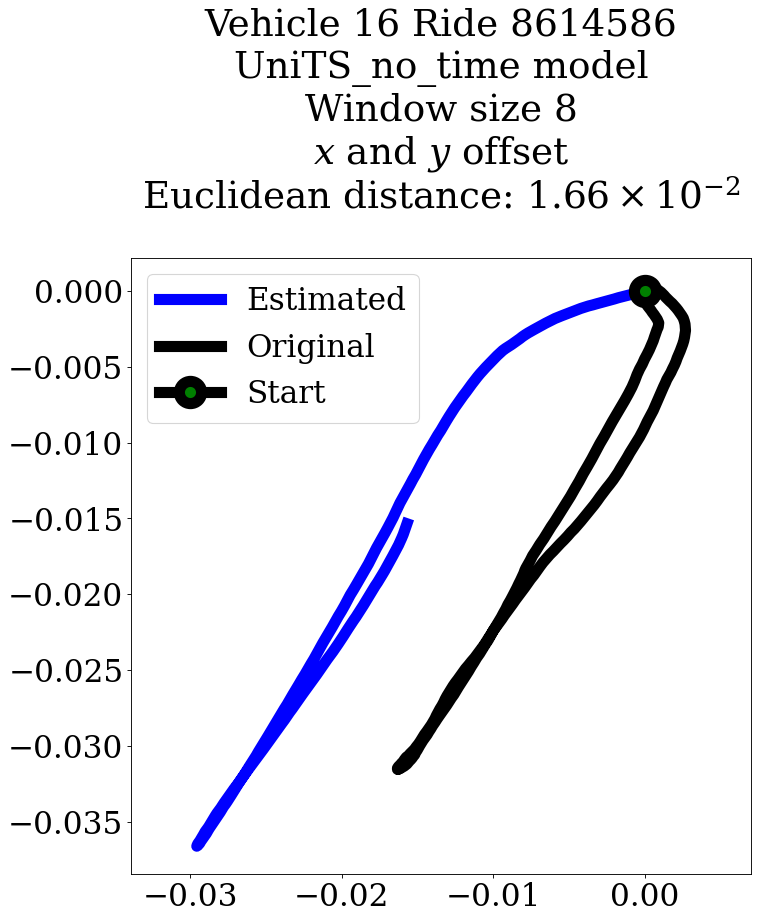 Vehicle 16 Ride 8614586
UniTS_no_time model
Window size 8
x and y offset
Euclidean distance: 1.66 × 10⁻²
Estimated
Original
Start
0.000
−0.005
−0.010
−0.015
−0.020
−0.025
−0.030
−0.035
−0.03 −0.02 −0.01 0.00